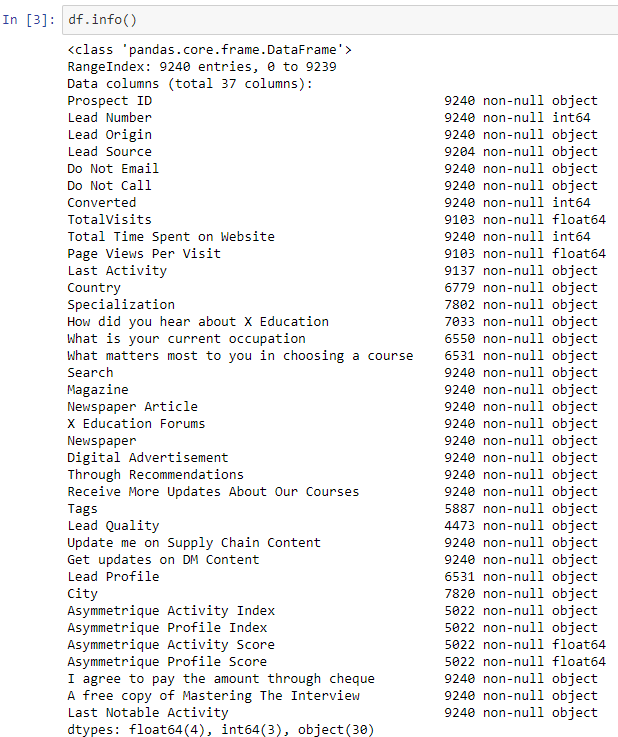 In [3]: df.info()
<class 'pandas.core.frame.DataFrame'>
RangeIndex: 9240 entries, 0 to 9239
Data columns (total 37 columns):
Prospect ID 9240 non-null object
Lead Number 9240 non-null int64
Lead Origin 9240 non-null object
Lead Source 9204 non-null object
Do Not Email 9240 non-null object
Do Not Call 9240 non-null object
Converted 9240 non-null int64
TotalVisits 9103 non-null float64
Total Time Spent on Website 9240 non-null int64
Page Views Per Visit 9103 non-null float64
Last Activity 9137 non-null object
Country 6779 non-null object
Specialization 7802 non-null object
How did you hear about X Education 7033 non-null object
What is your current occupation 6550 non-null object
What matters most to you in choosing a course 6531 non-null object
Search 9240 non-null object
Magazine 9240 non-null object
Newspaper Article 9240 non-null object
X Education Forums 9240 non-null object
Newspaper 9240 non-null object
Digital Advertisement 9240 non-null object
Through Recommendations 9240 non-null object
Receive More Updates About Our Courses 9240 non-null object
Tags 5887 non-null object
Lead Quality 4473 non-null object
Update me on Supply Chain Content 9240 non-null object
Get updates on DM Content 9240 non-null object
Lead Profile 6531 non-null object
City 7820 non-null object
Asymmetrique Activity Index 5022 non-null object
Asymmetrique Profile Index 5022 non-null object
Asymmetrique Activity Score 5022 non-null float64
Asymmetrique Profile Score 5022 non-null float64
I agree to pay the amount through cheque 9240 non-null object
A free copy of Mastering The Interview 9240 non-null object
Last Notable Activity 9240 non-null object
dtypes: float64(4), int64(3), object(30)